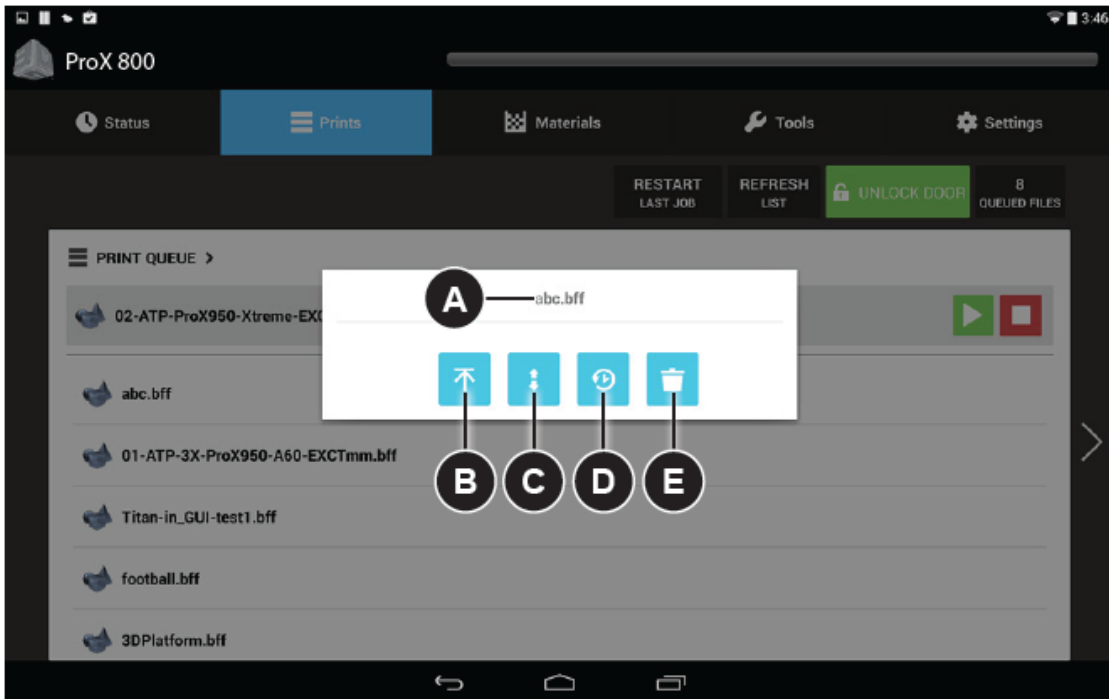 3:46
ProX 800
Status Prints Materials Tools Settings
RESTART LAST JOB
REFRESH LIST
UNLOCK DOOR
8 QUEUED FILES
PRINT QUEUE >
A abc.bff
02-ATP-ProX950-Xtreme-EX
abc.bff
B C D E
01-ATP-3X-ProX950-A60-EXCTmm.bff
Titan-in_GUI-test1.bff
football.bff
3DPlatform.bff